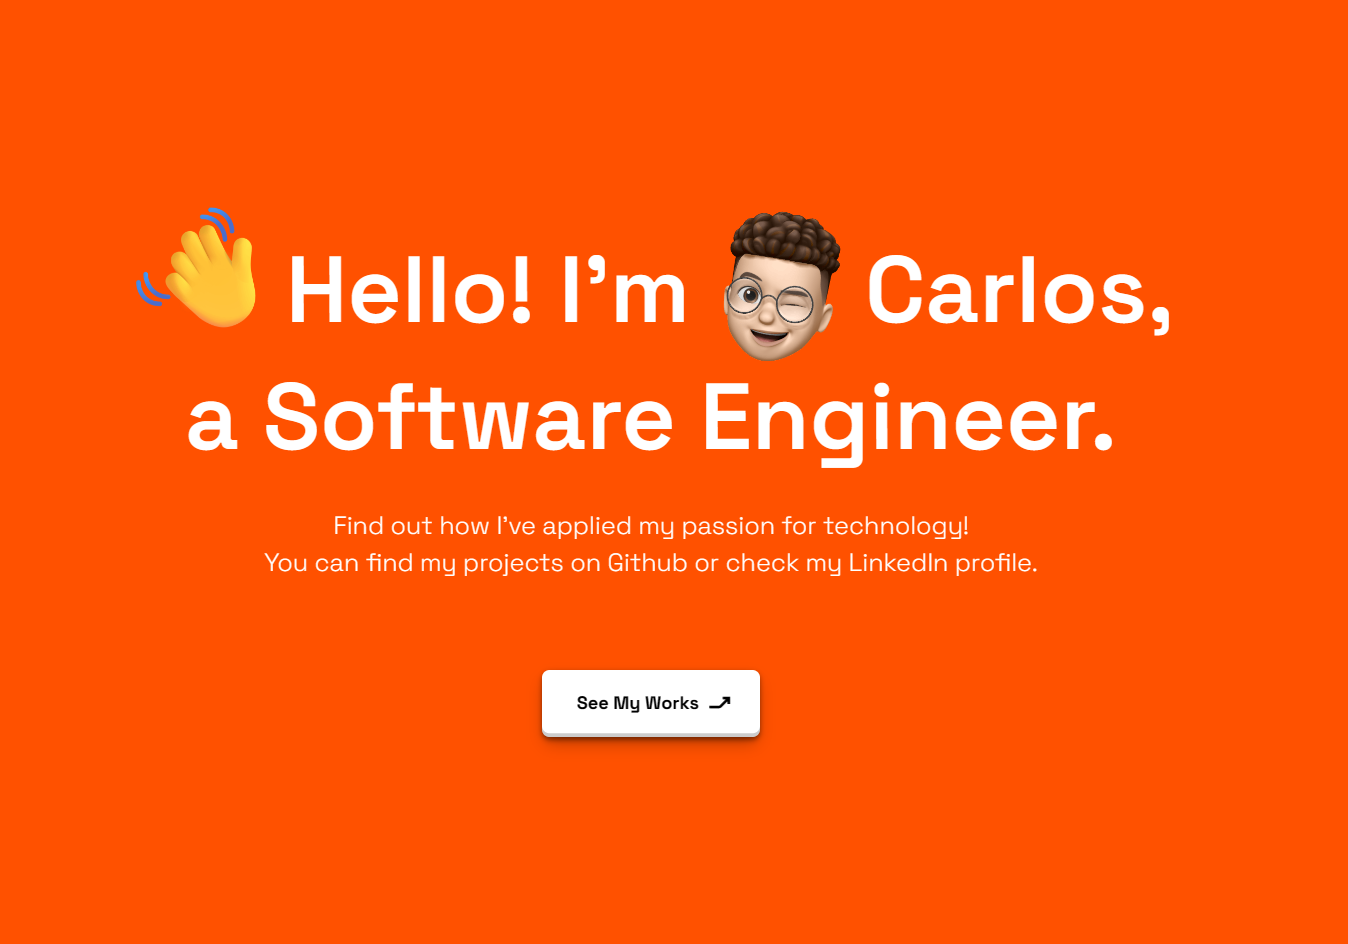 Hello! I’m Carlos,
a Software Engineer.
Find out how I’ve applied my passion for technology!
You can find my projects on Github or check my LinkedIn profile.
See My Works